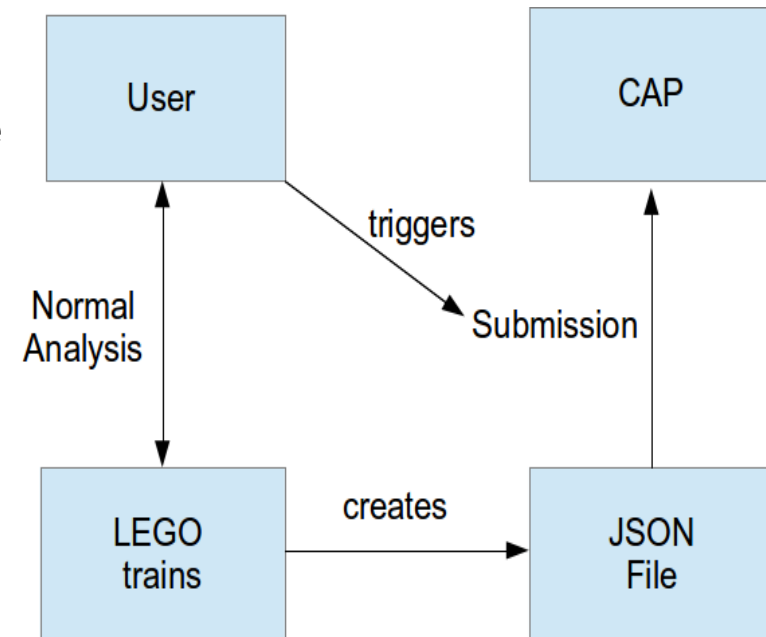 User
CAP
e
triggers
Normal
Analysis
Submission
LEGO
trains
creates
JSON
File